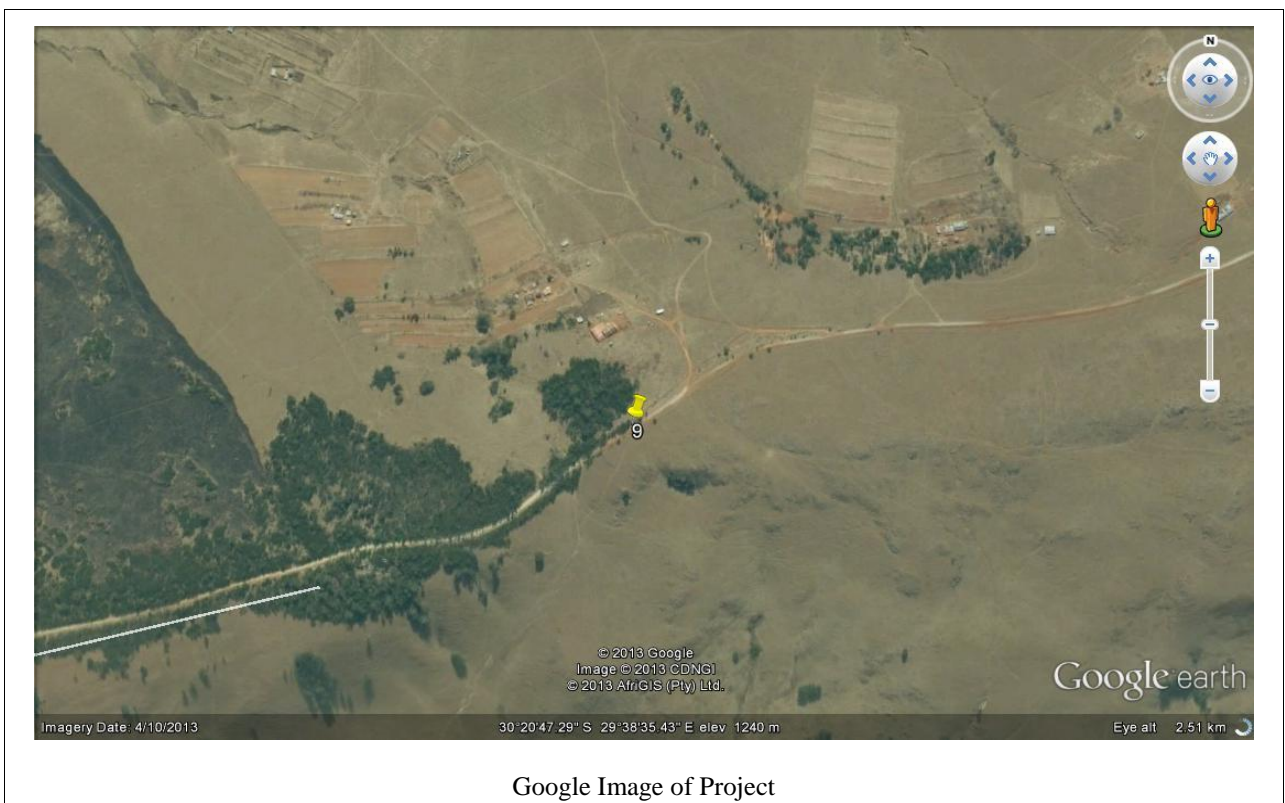 N
9
© 2013 Google
Image © 2013 CDNGI
© 2013 AfriGIS (Pty) Ltd.
Google earth
Imagery Date: 4/10/2013 30°20'47.29" S 29°38'35.43" E elev 1240 m Eye alt 2.51 km
Google Image of Project